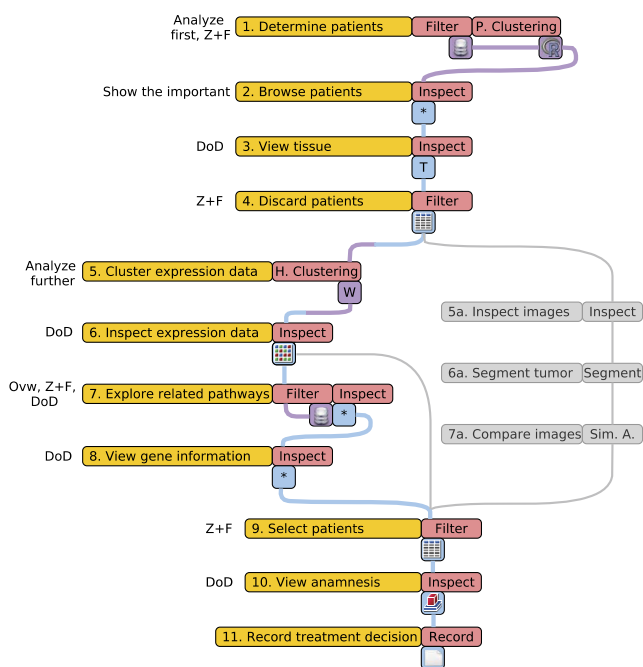 Analyze
first, Z+F
1. Determine patients
Filter
P. Clustering
R
Show the important
2. Browse patients
Inspect
*
DoD
3. View tissue
Inspect
T
Z+F
4. Discard patients
Filter
Analyze
further
5. Cluster expression data
H. Clustering
W
5a. Inspect images
Inspect
DoD
6. Inspect expression data
Inspect
6a. Segment tumor
Segment
Ovw, Z+F,
DoD
7. Explore related pathways
Filter
Inspect
*
7a. Compare images
Sim. A.
DoD
8. View gene information
Inspect
*
Z+F
9. Select patients
Filter
DoD
10. View anamnesis
Inspect
11. Record treatment decision
Record